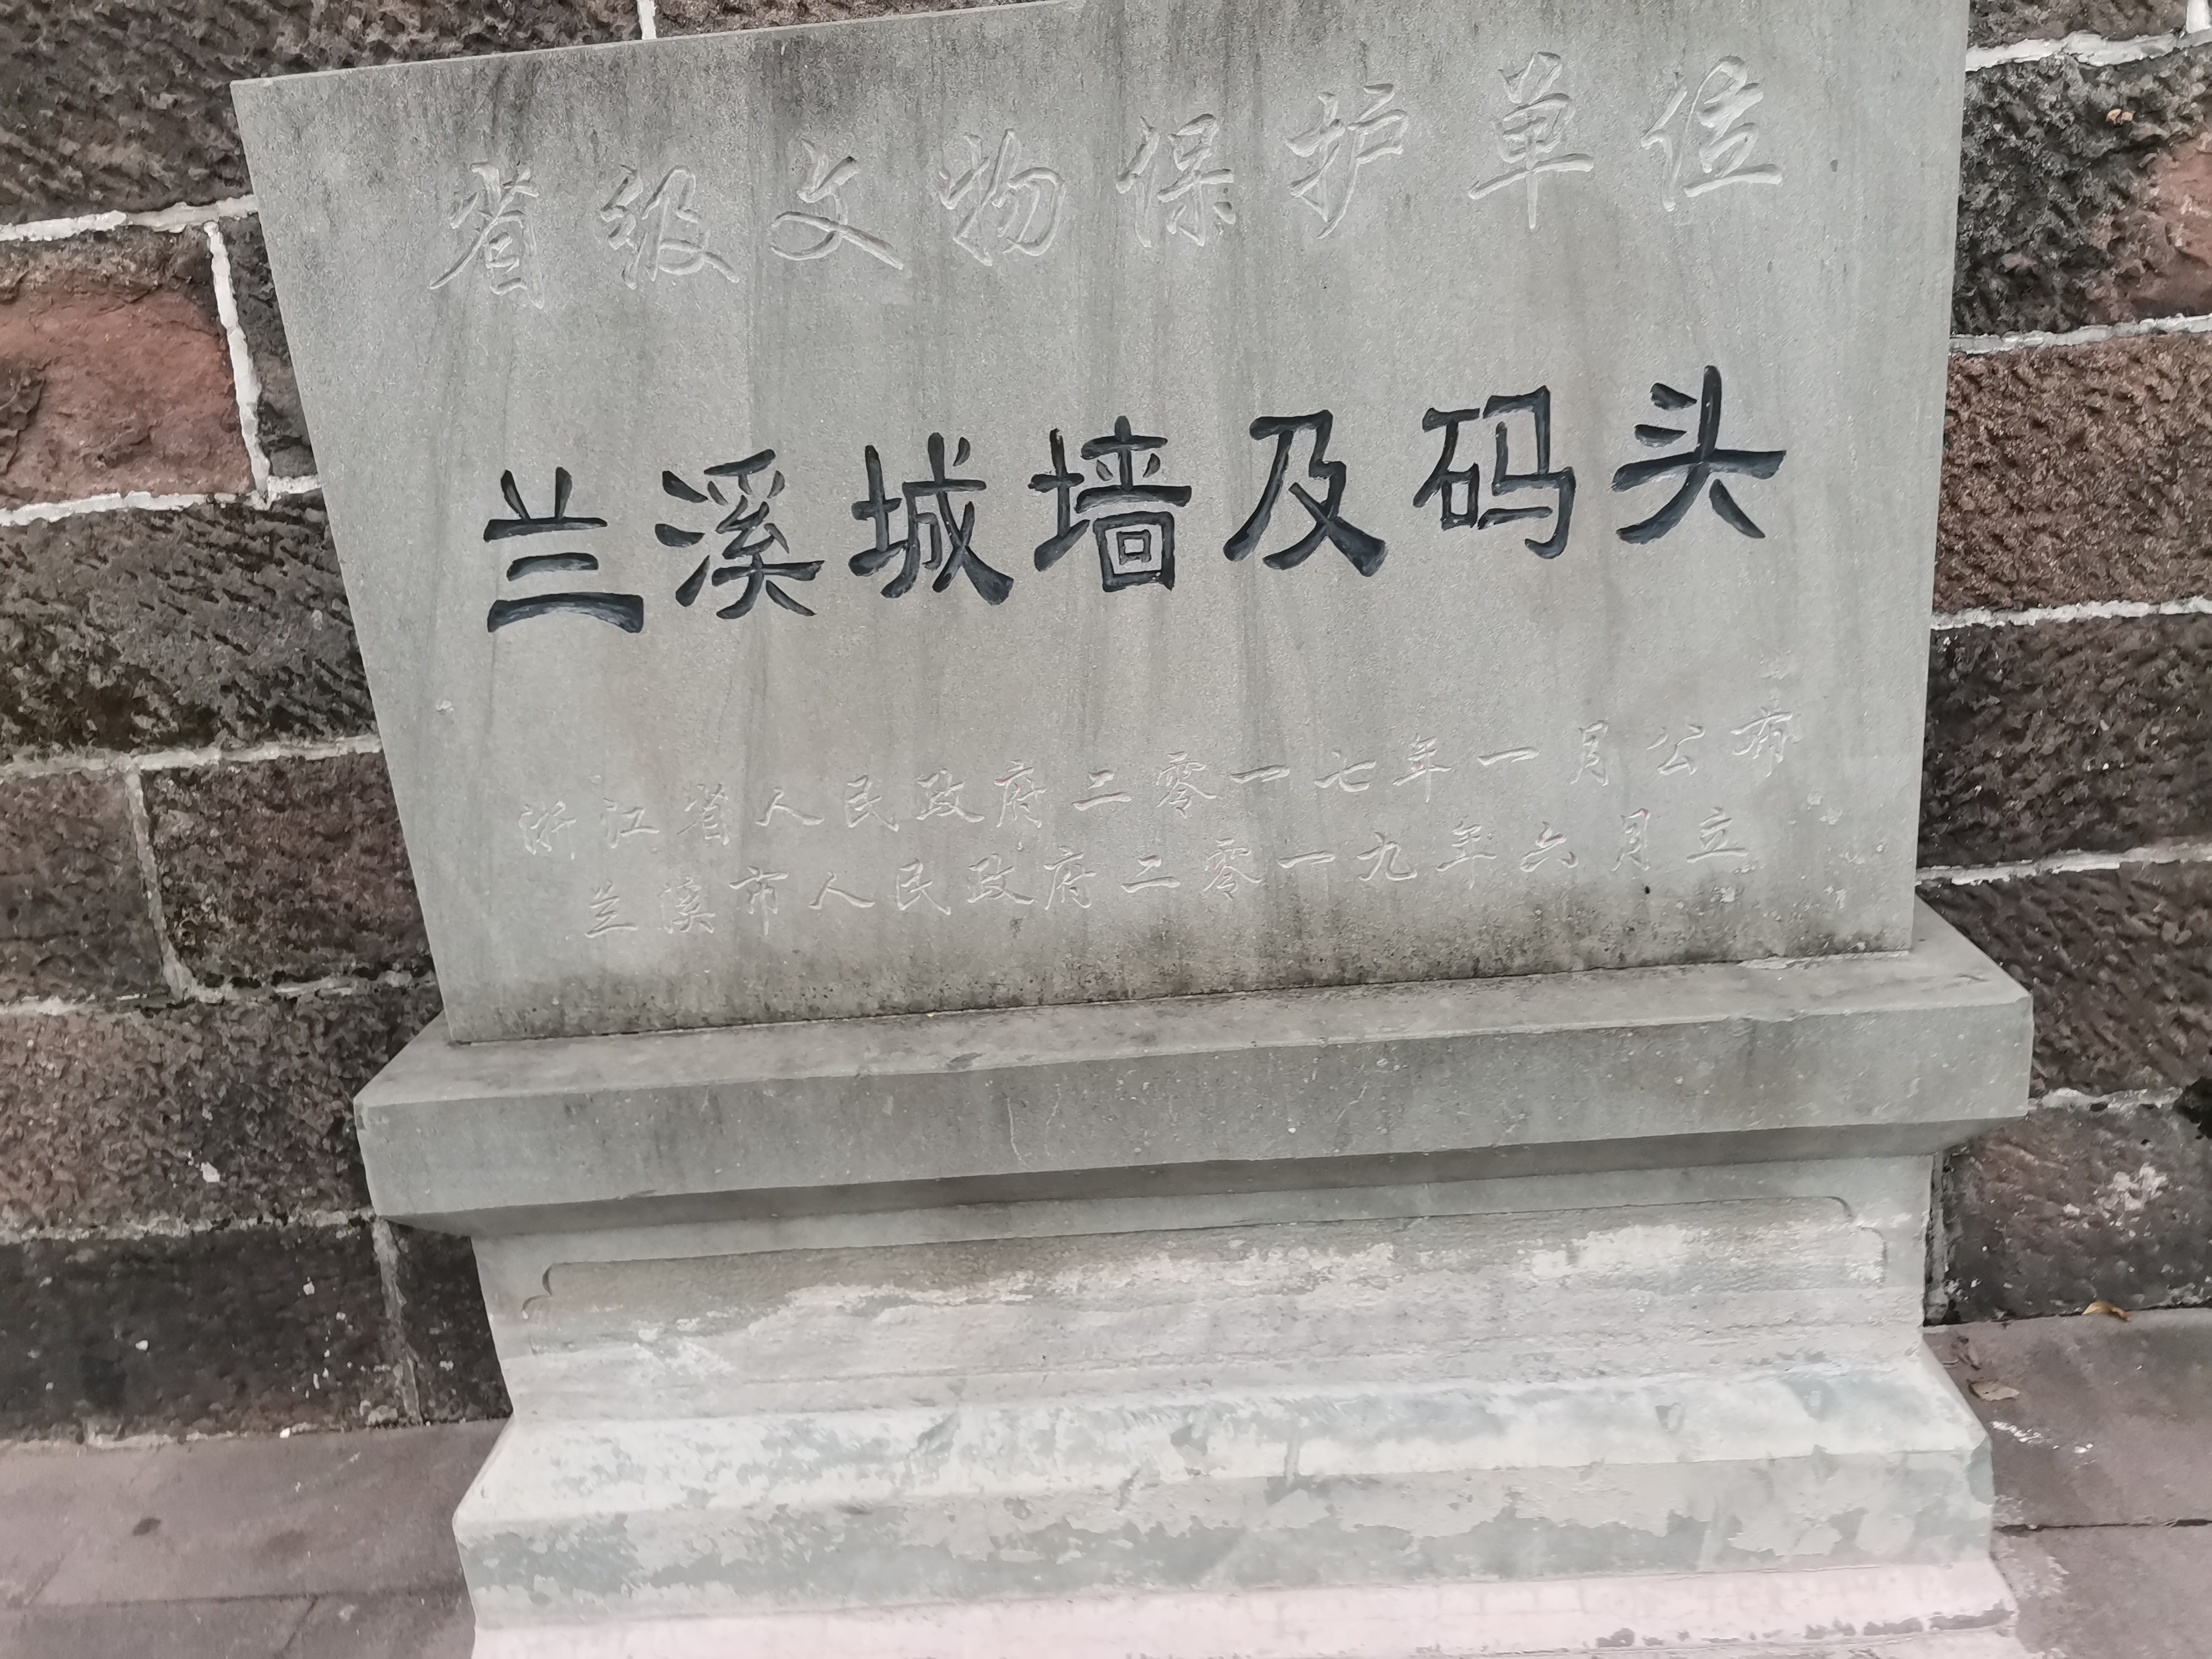 省级文物保护单位
兰溪城墙及码头
浙江省人民政府二零一七年一月公布
兰溪市人民政府二零一九年六月立